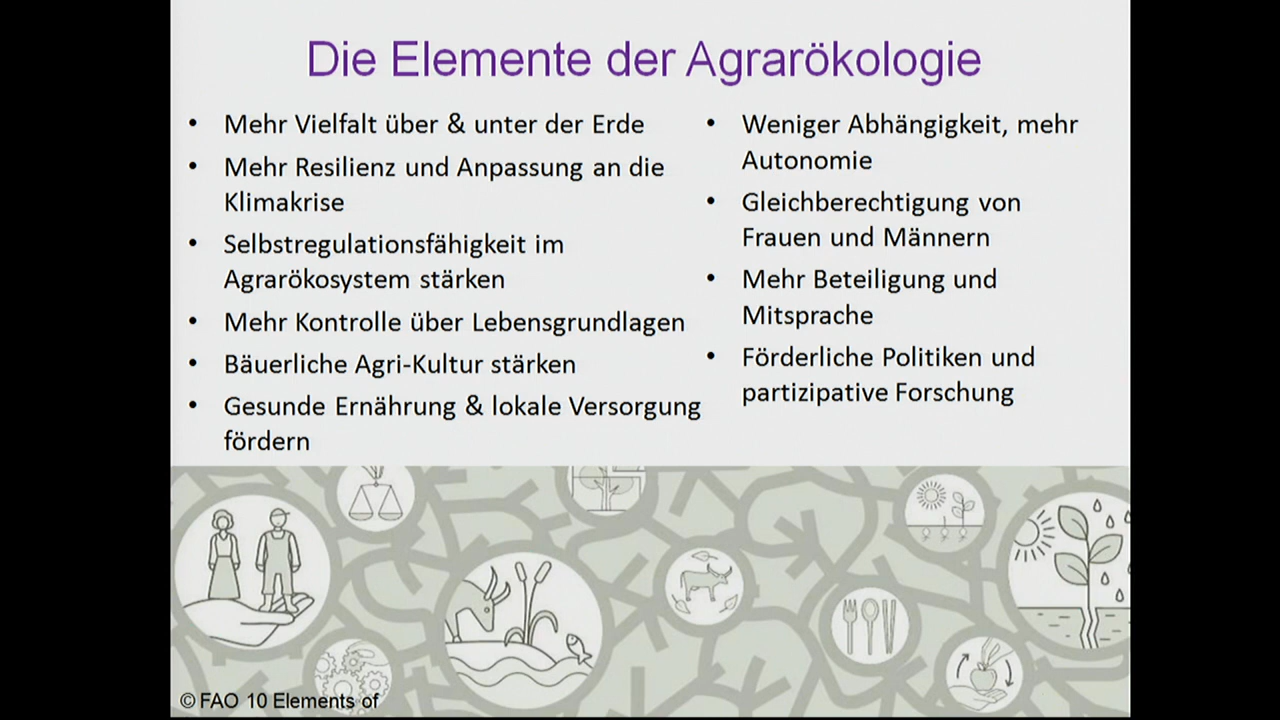 Die Elemente der Agrarökologie
• Mehr Vielfalt über & unter der Erde
• Mehr Resilienz und Anpassung an die
Klimakrise
• Selbstregulationsfähigkeit im
Agrarökosystem stärken
• Mehr Kontrolle über Lebensgrundlagen
• Bäuerliche Agri-Kultur stärken
• Gesunde Ernährung & lokale Versorgung
fördern
• Weniger Abhängigkeit, mehr
Autonomie
• Gleichberechtigung von
Frauen und Männern
• Mehr Beteiligung und
Mitsprache
• Förderliche Politiken und
partizipative Forschung
© FAO 10 Elements of